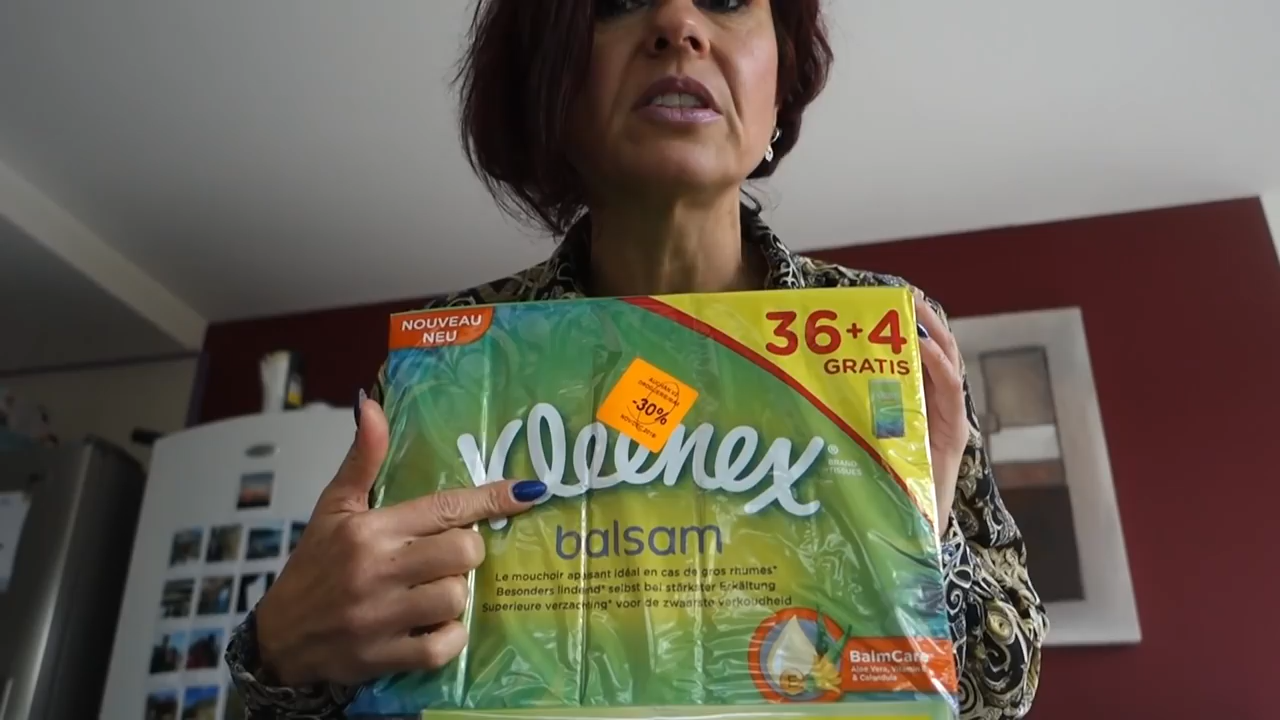 NOUVEAU
NEU
36+4
GRATIS
-30%
Kleenex®
BRAND
TISSUES
balsam
Le mouchoir apaisant idéal en cas de gros rhumes*
Besonders lindend* selbst bei stärkster Erkältung
Superieure verzachting* voor de zwaarste verkoudheid
BalmCare
Aloe Vera, Vitamin E
& Calendula